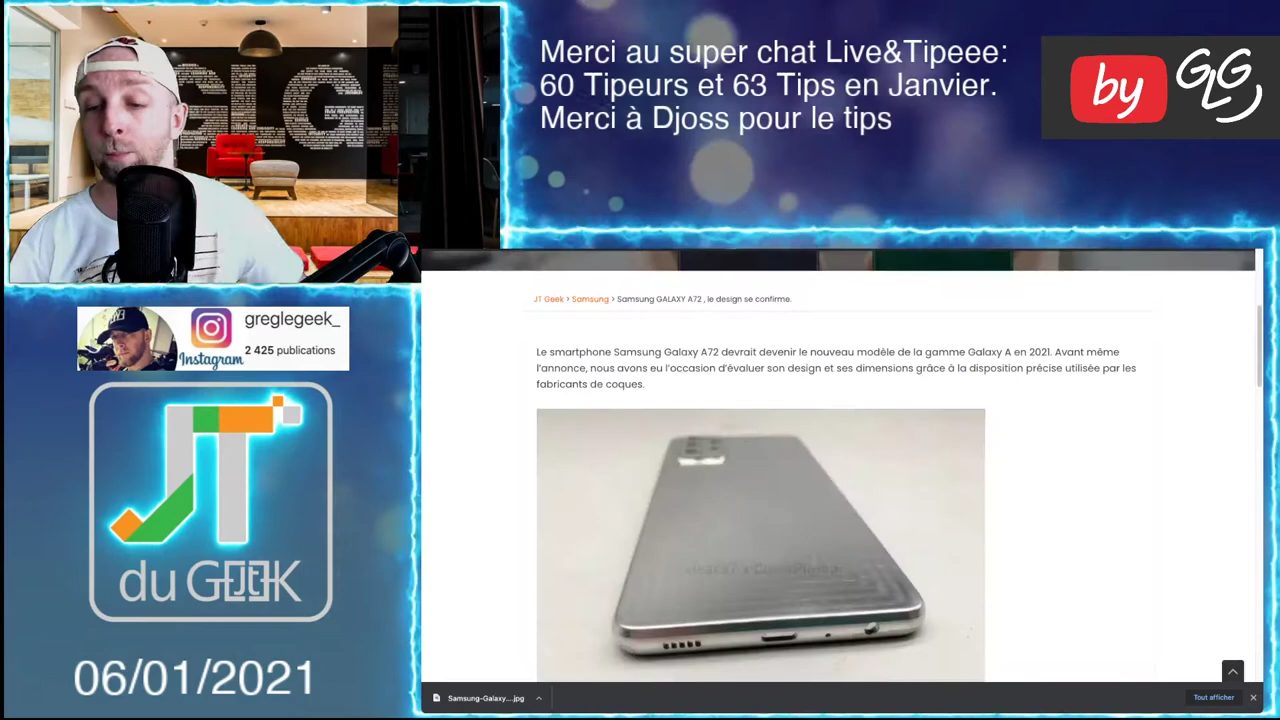 Merci au super chat Live&Tipeee:
60 Tipeurs et 63 Tips en Janvier.
Merci à Djoss pour le tips
by GLG
greglegeek_
Instagram
2 425 publications
JT
du GEEK
06/01/2021
JT Geek > Samsung > Samsung GALAXY A72 , le design se confirme.
Le smartphone Samsung Galaxy A72 devrait devenir le nouveau modèle de la gamme Galaxy A en 2021. Avant même
l'annonce, nous avons eu l'occasion d'évaluer son design et ses dimensions grâce à la disposition précise utilisée par les
fabricants de coques.
Samsung-Galaxy....jpg
Tout afficher